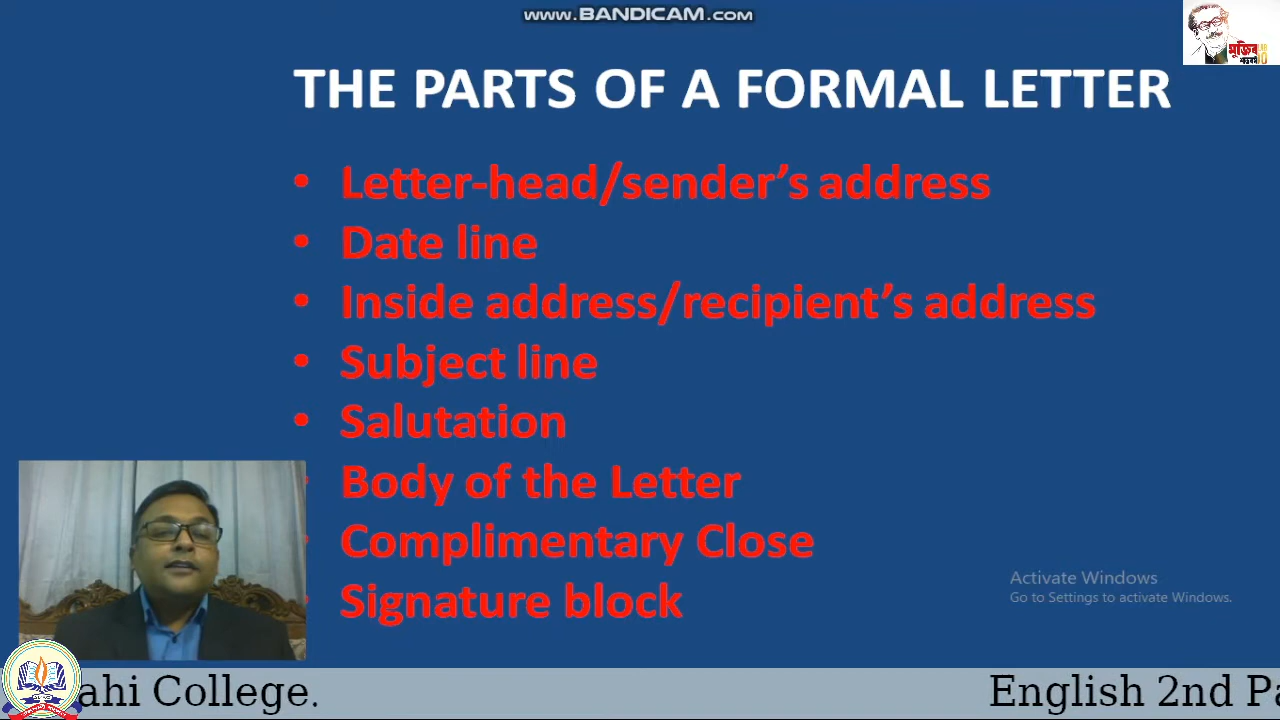 www.BANDICAM.com
মুজিব
THE PARTS OF A FORMAL LETTER
• Letter-head/sender’s address
• Date line
• Inside address/recipient’s address
• Subject line
• Salutation
Body of the Letter
Complimentary Close
Signature block
Activate Windows
Go to Settings to activate Windows.
ahi College. English 2nd Pa